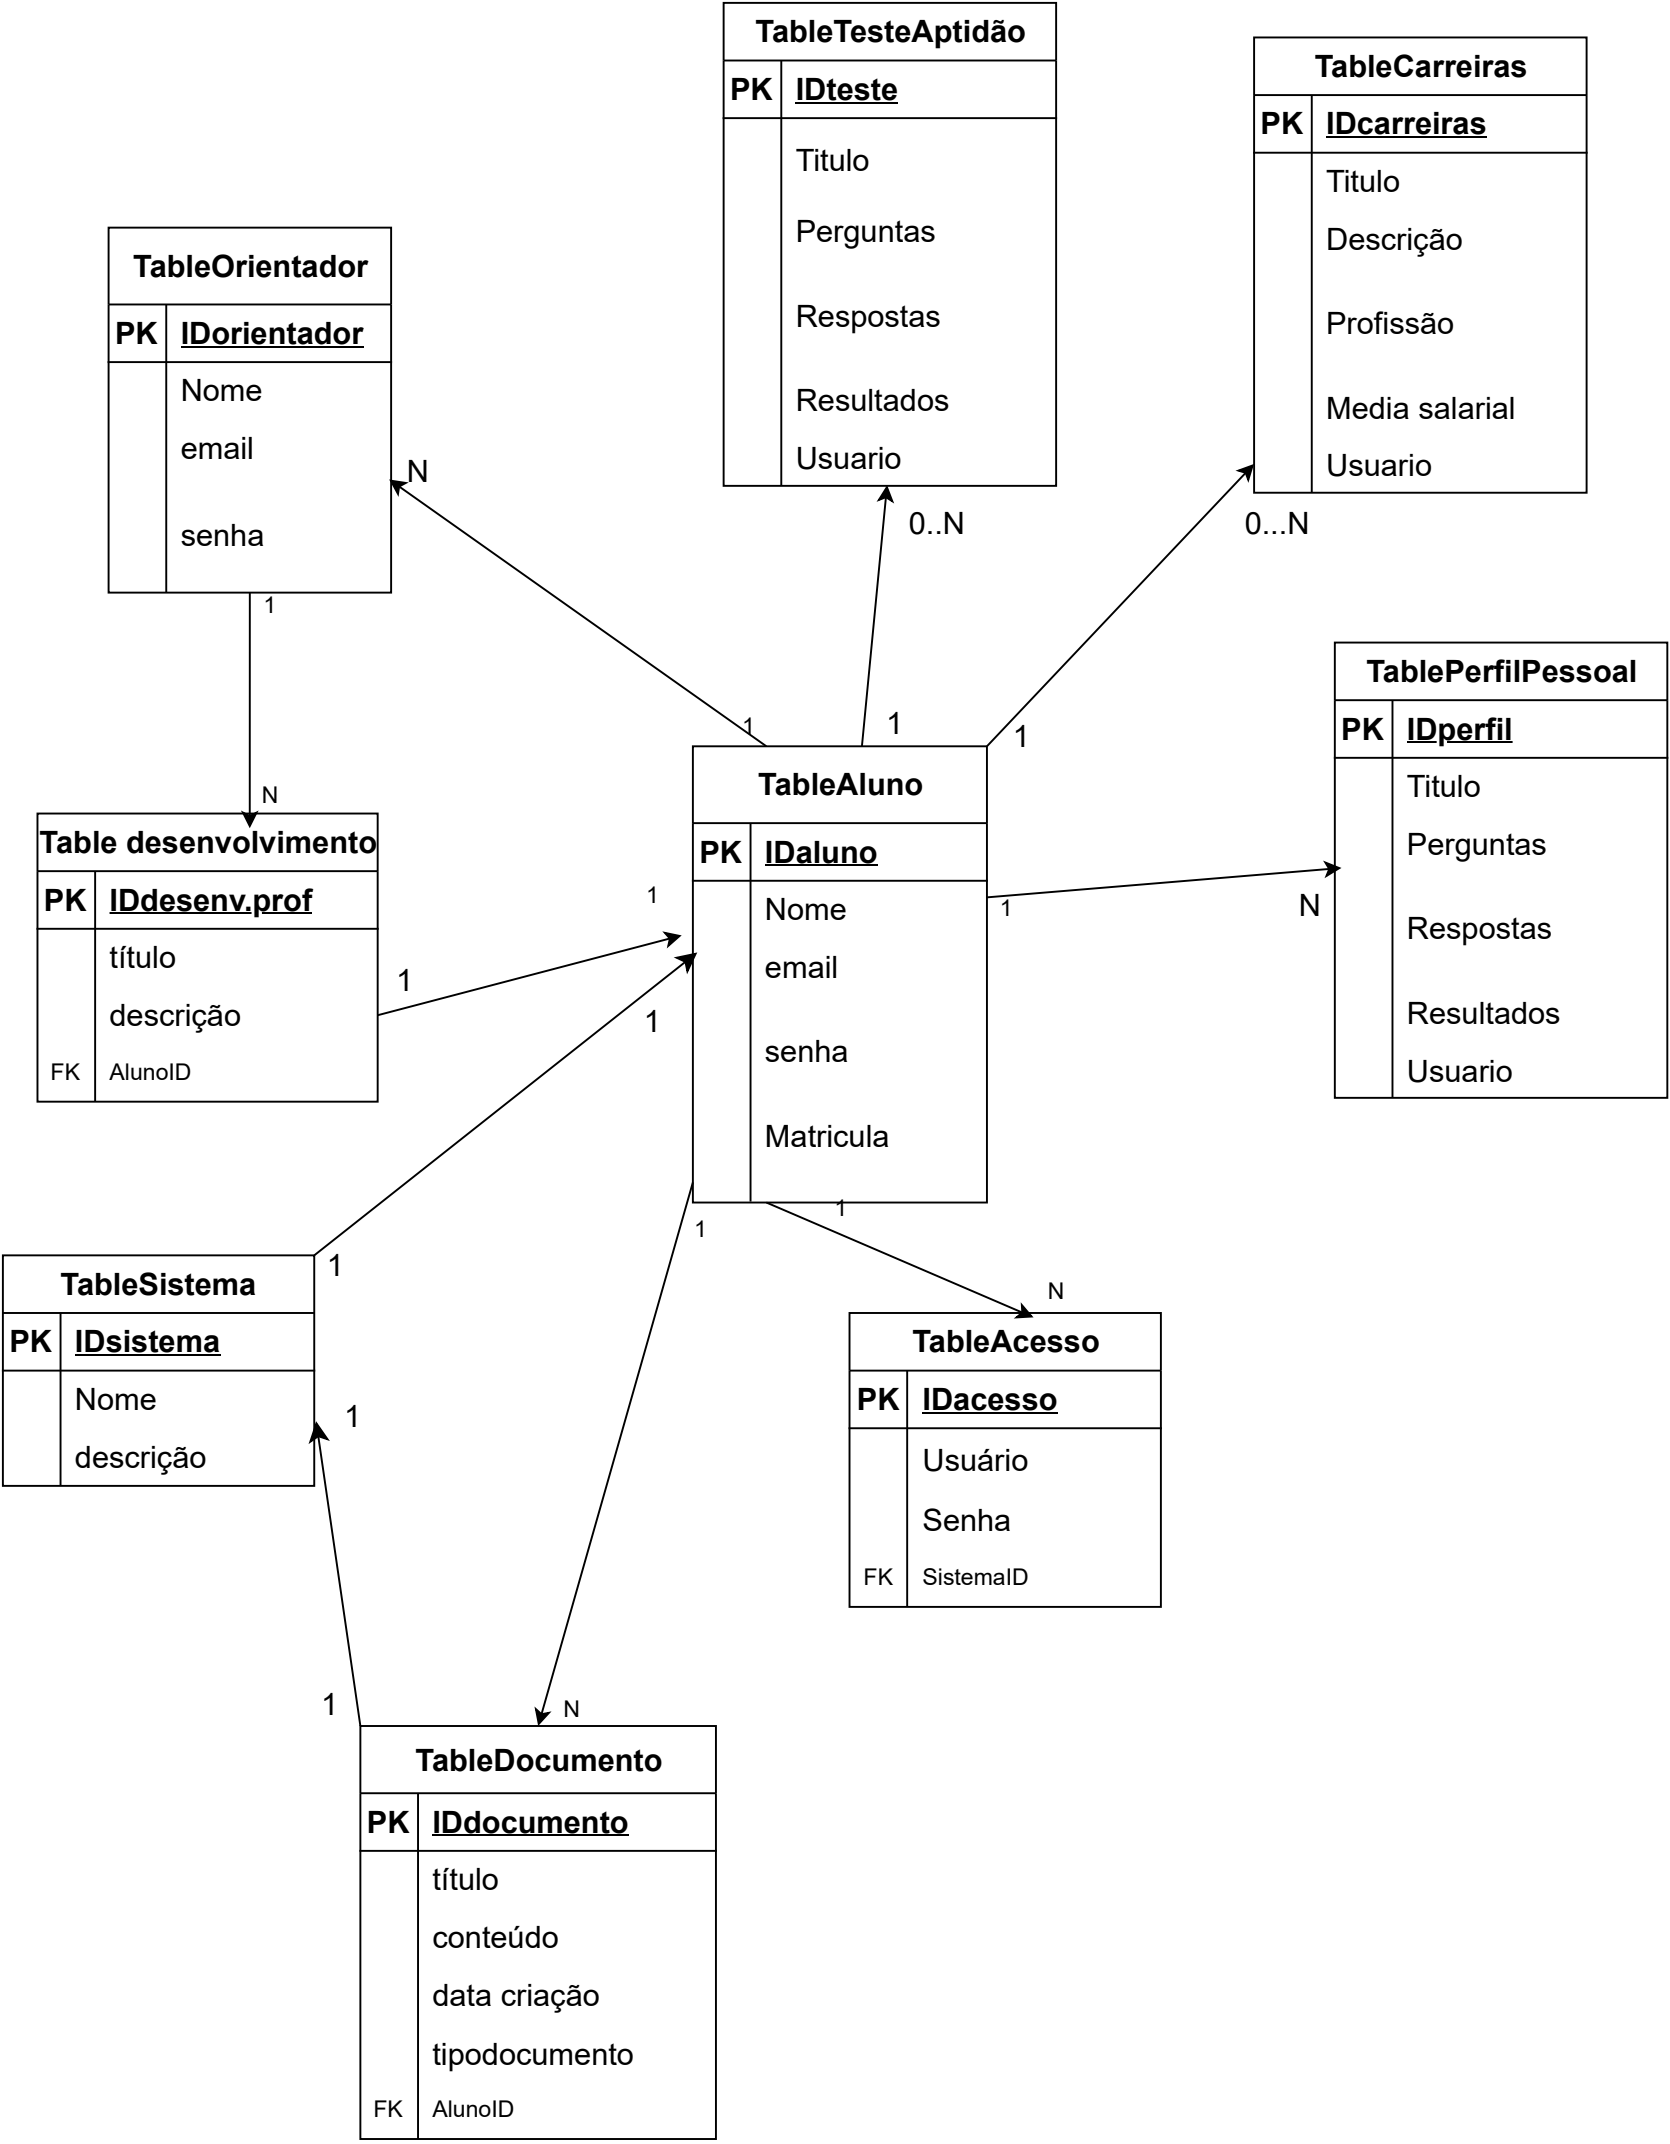 TableTesteAptidão
PK IDteste
Titulo
Perguntas
Respostas
Resultados
Usuario
TableCarreiras
PK IDcarreiras
Titulo
Descrição
Profissão
Media salarial
Usuario
TableOrientador
PK IDorientador
Nome
email
senha
N
0..N
0...N
1
1
1
1
TablePerfilPessoal
PK IDperfil
Titulo
Perguntas
Respostas
Resultados
Usuario
N
Table desenvolvimento
PK IDdesenv.prof
título
descrição
FK AlunoID
TableAluno
PK IDaluno
Nome
email
senha
Matricula
1
1
1
N
1
1
1
1
TableSistema
PK IDsistema
Nome
descrição
1
N
TableAcesso
PK IDacesso
Usuário
Senha
FK SistemaID
1
N
TableDocumento
PK IDdocumento
título
conteúdo
data criação
tipodocumento
FK AlunoID